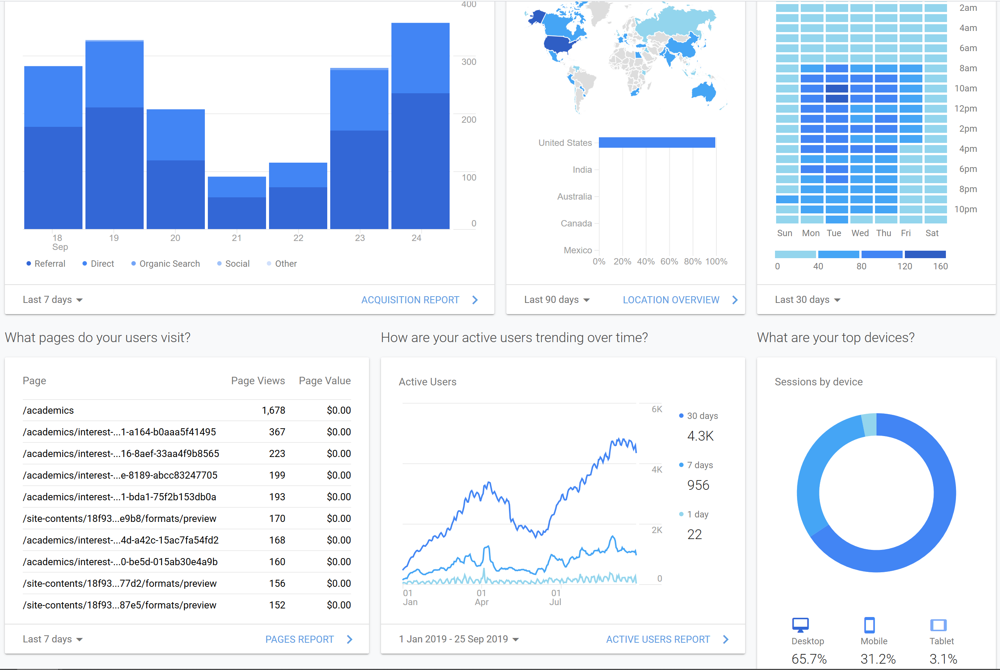 400
300
200
100
0
18 19 20 21 22 23 24
Sep
Referral Direct Organic Search Social Other
Last 7 days ACQUISITION REPORT
United States
India
Australia
Canada
Mexico
0% 20% 40% 60% 80% 100%
Last 90 days LOCATION OVERVIEW
2am
4am
6am
8am
10am
12pm
2pm
4pm
6pm
8pm
10pm
Sun Mon Tue Wed Thu Fri Sat
0 40 80 120 160
Last 30 days
What pages do your users visit?
Page Page Views Page Value
/academics 1,678 $0.00
/academics/interest-...1-a164-b0aaa5f41495 367 $0.00
/academics/interest-...16-8aef-33aa4f9b8565 223 $0.00
/academics/interest-...e-8189-abcc83247705 199 $0.00
/academics/interest-...1-bda1-75f2b153db0a 193 $0.00
/site-contents/18f93...e9b8/formats/preview 170 $0.00
/academics/interest-...4d-a42c-15ac7fa54fd2 168 $0.00
/academics/interest-...0-be5d-015ab30e4a9b 160 $0.00
/site-contents/18f93...77d2/formats/preview 156 $0.00
/site-contents/18f93...87e5/formats/preview 152 $0.00
Last 7 days PAGES REPORT
How are your active users trending over time?
Active Users
6K
4K
2K
0
01 01 01
Jan Apr Jul
30 days
4.3K
7 days
956
1 day
22
1 Jan 2019 - 25 Sep 2019 ACTIVE USERS REPORT
What are your top devices?
Sessions by device
Desktop Mobile Tablet
65.7% 31.2% 3.1%